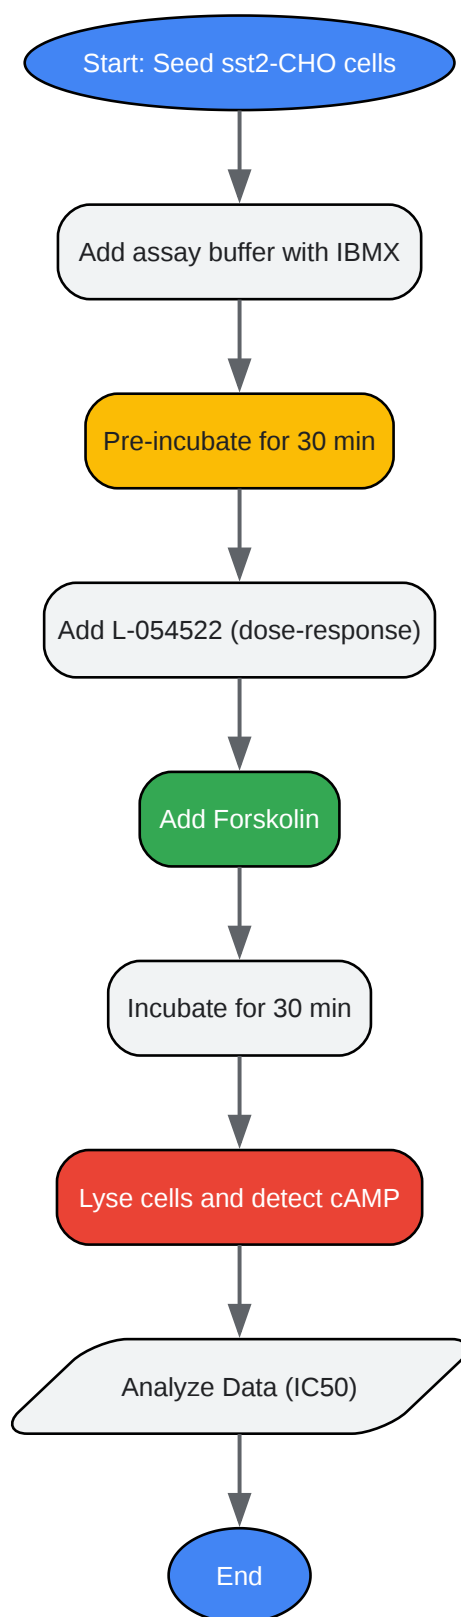 Start: Seed sst2-CHO cells
Add assay buffer with IBMX
Pre-incubate for 30 min
Add L-054522 (dose-response)
Add Forskolin
Incubate for 30 min
Lyse cells and detect cAMP
Analyze Data (IC50)
End